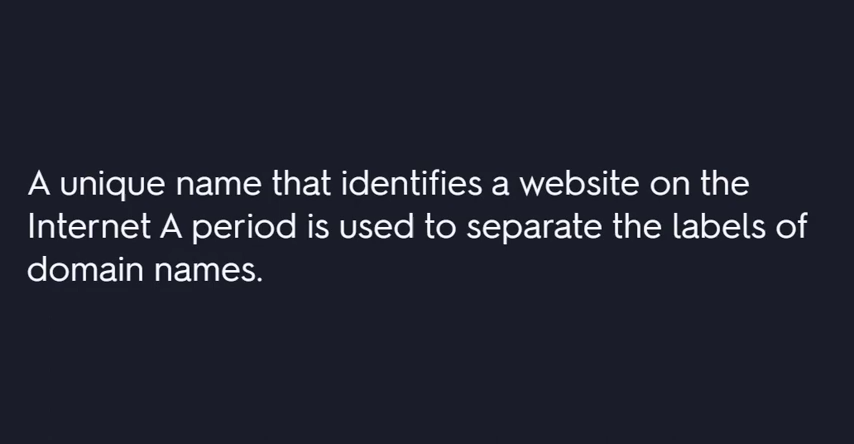 A unique name that identifies a website on the
Internet A period is used to separate the labels of
domain names.